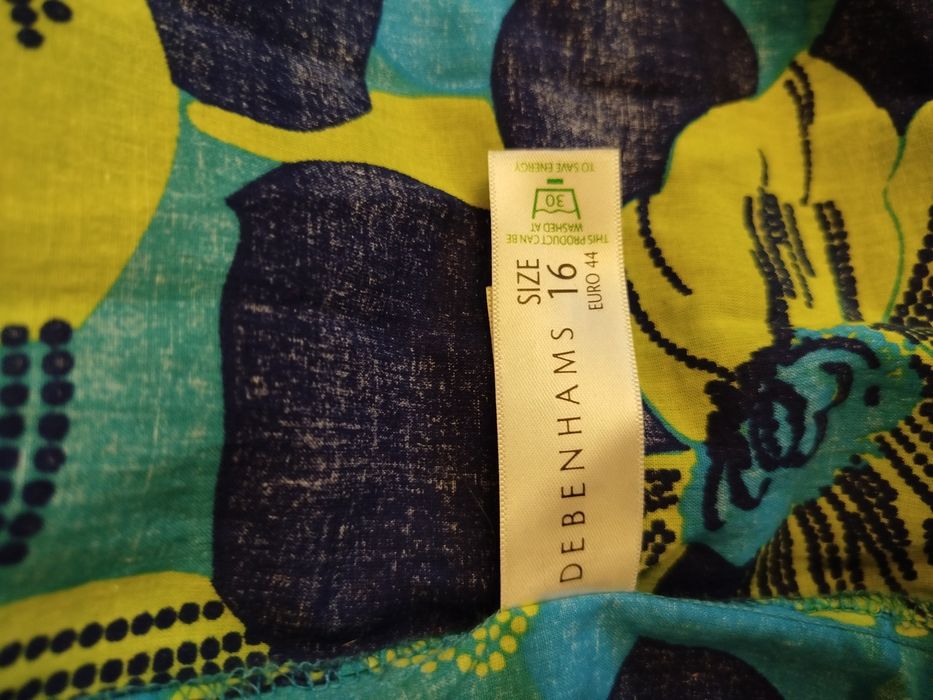 DEBENHAMS
SIZE
16
EURO 44
THIS PRODUCT CAN BE
WASHED AT
30
TO SAVE ENERGY